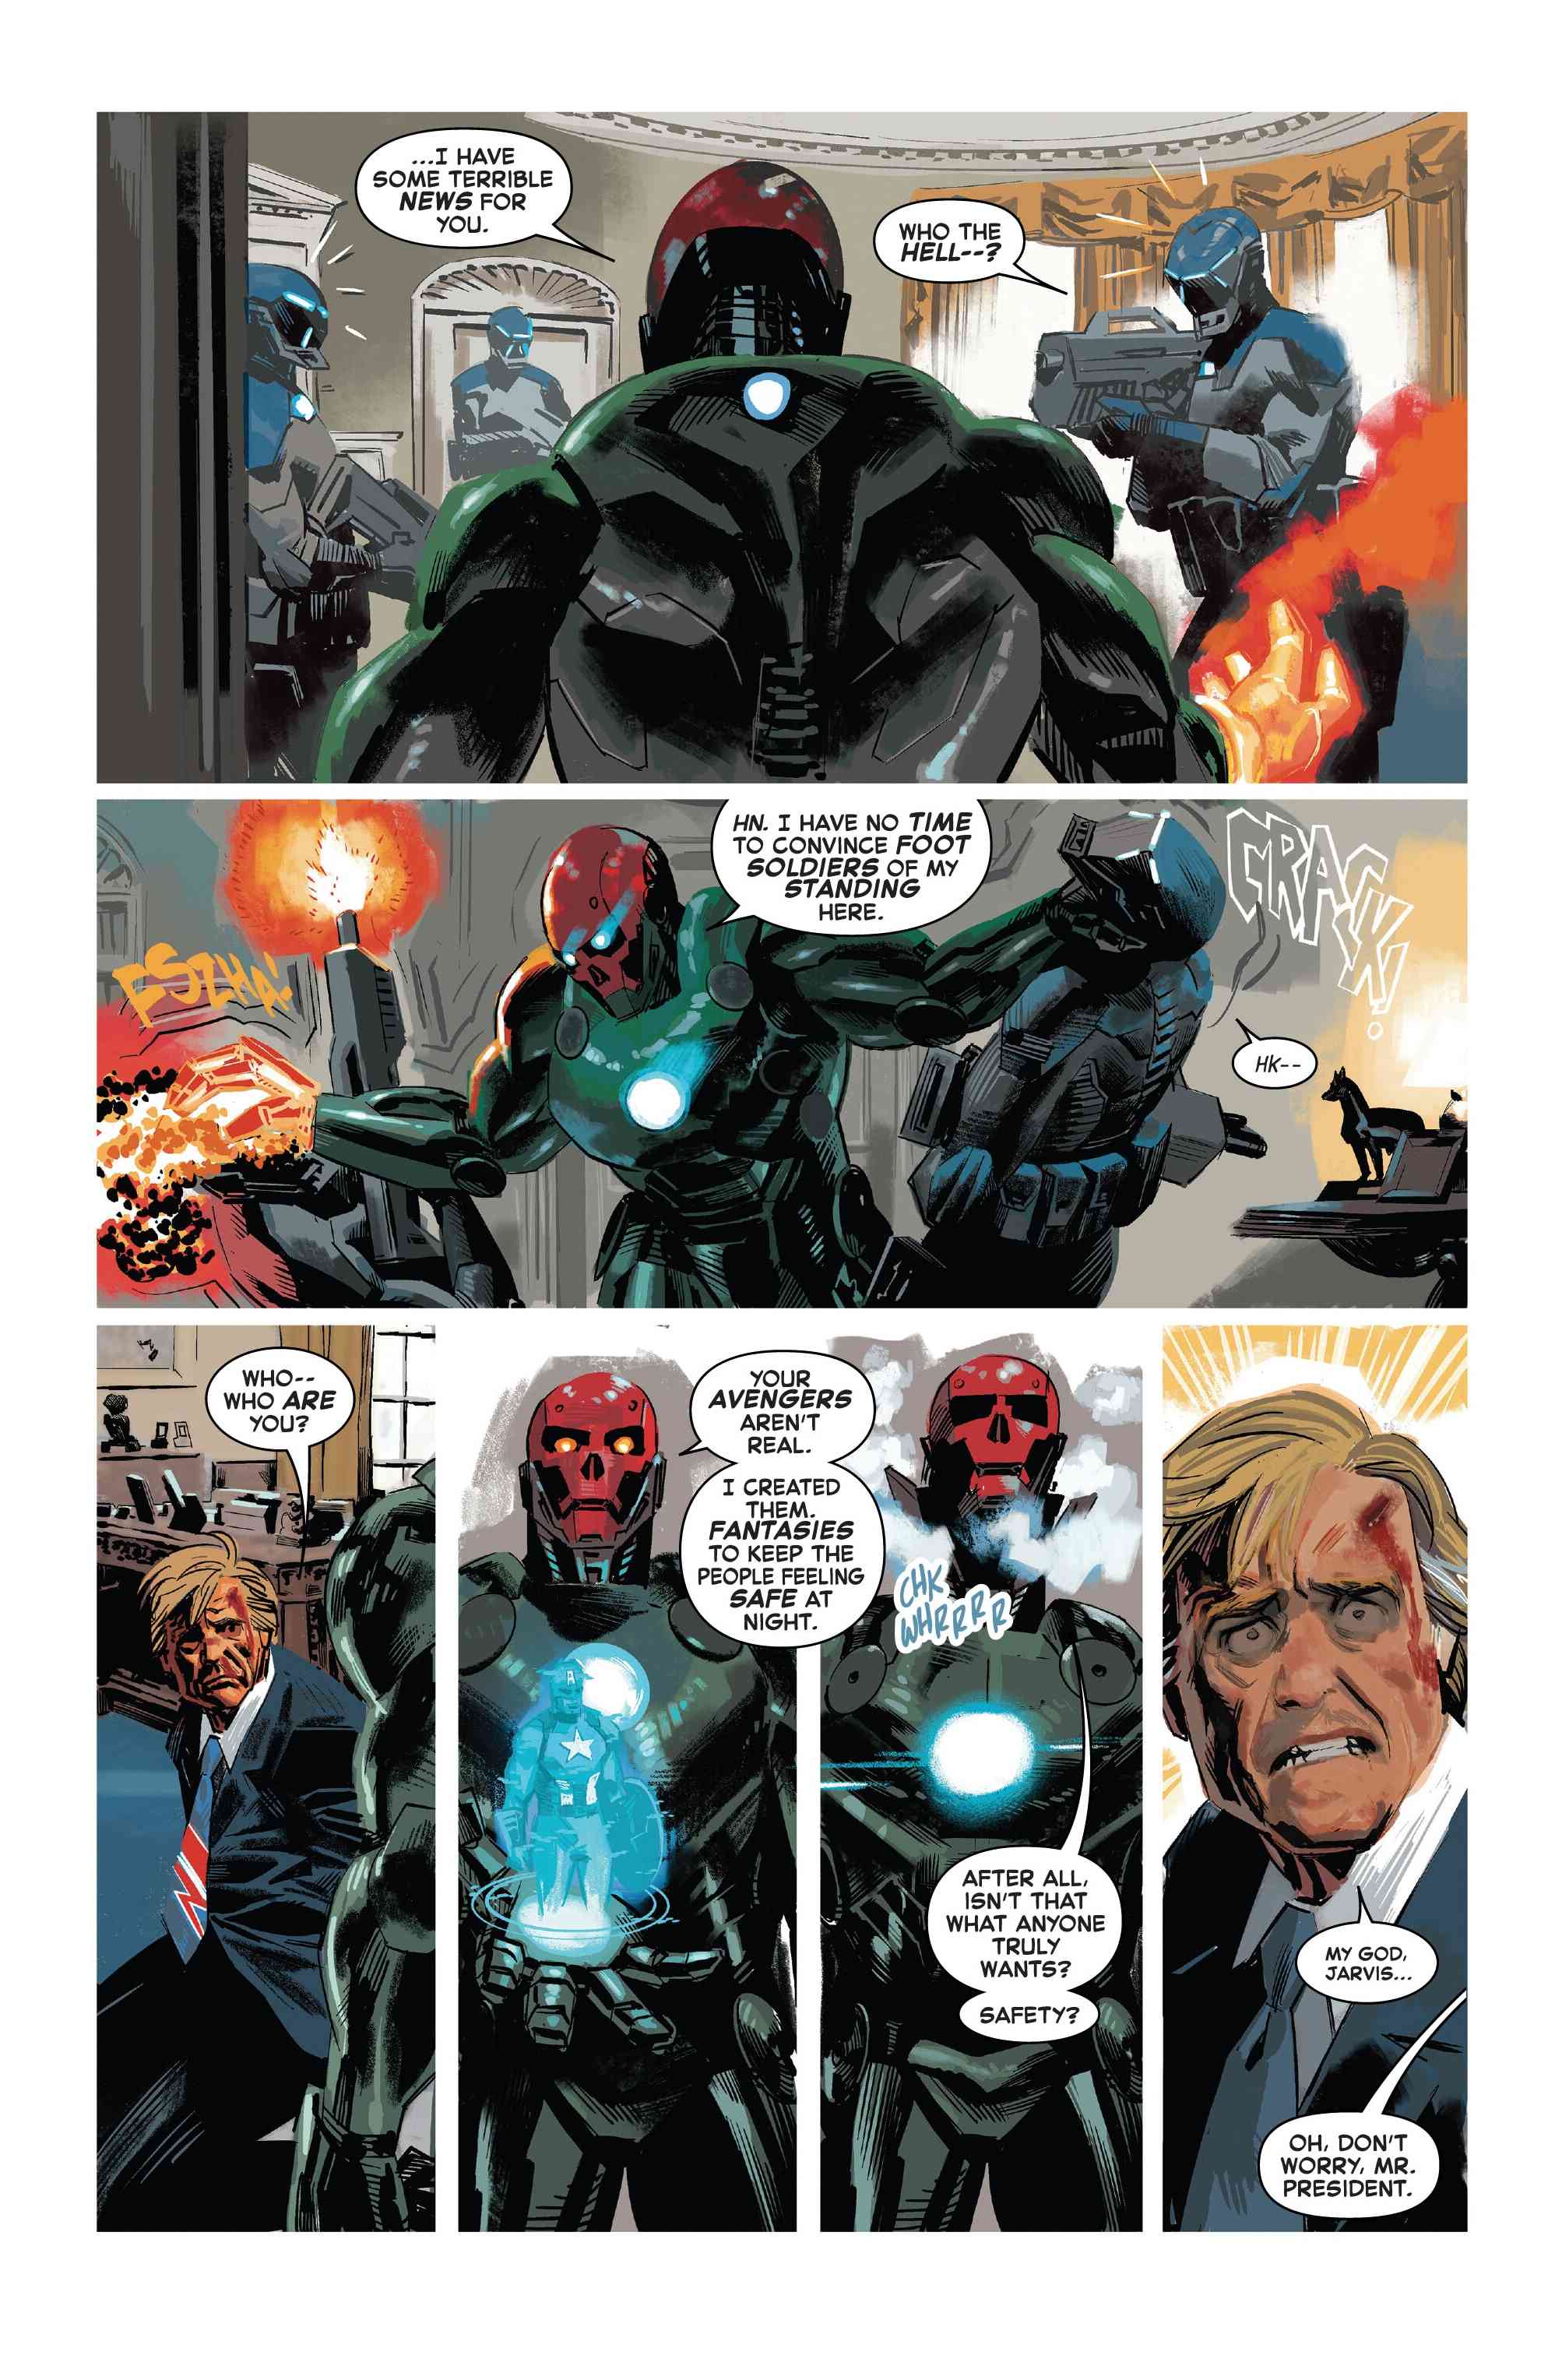 ...I HAVE
SOME TERRIBLE
NEWS FOR
YOU.
WHO THE
HELL--?
HN. I HAVE NO TIME
TO CONVINCE FOOT
SOLDIERS OF MY
STANDING
HERE.
FSZHA!
CRACK!
HK--
WHO--
WHO ARE
YOU?
YOUR
AVENGERS
AREN'T
REAL.
I CREATED
THEM.
FANTASIES
TO KEEP THE
PEOPLE FEELING
SAFE AT
NIGHT.
A
CHK
WHRRRR
AFTER ALL,
ISN'T THAT
WHAT ANYONE
TRULY
WANTS?
SAFETY?
MY GOD,
JARVIS...
OH, DON'T
WORRY, MR.
PRESIDENT.